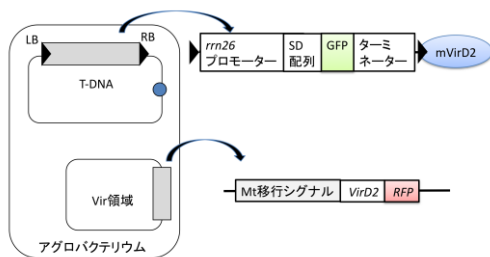 LB
RB
T-DNA
rrn26
プロモーター
SD
配列
GFP
ターミ
ネーター
mVirD2
Vir領域
Mt移行シグナル
VirD2
RFP
アグロバクテリウム